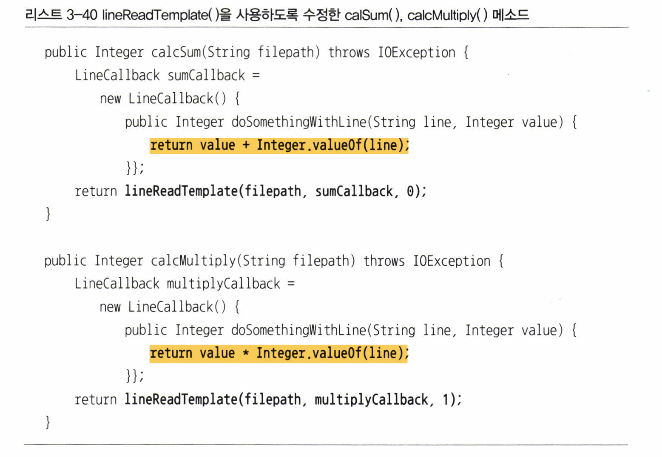 리스트 3-40 lineReadTemplate()을 사용하도록 수정한 calSum(), calcMultiply() 메소드
public Integer calcSum(String filepath) throws IOException {
LineCallback sumCallback =
new LineCallback() {
public Integer doSomethingWithLine(String line, Integer value) {
return value + Integer.valueOf(line);
}};
return lineReadTemplate(filepath, sumCallback, 0);
}
public Integer calcMultiply(String filepath) throws IOException {
LineCallback multiplyCallback =
new LineCallback() {
public Integer doSomethingWithLine(String line, Integer value) {
return value * Integer.valueOf(line);
}};
return lineReadTemplate(filepath, multiplyCallback, 1);
}